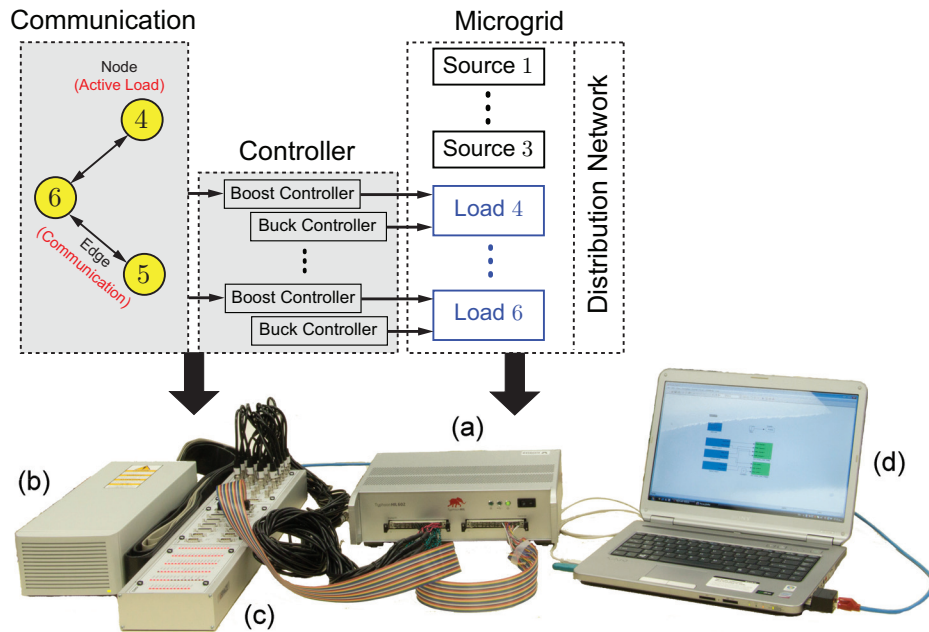 Communication
Microgrid
Node
(Active Load)
4
6
Edge
(Communication)
5
Controller
Boost Controller
Buck Controller
Boost Controller
Buck Controller
Source 1
Source 3
Load 4
Load 6
Distribution Network
(a)
(b)
(c)
(d)